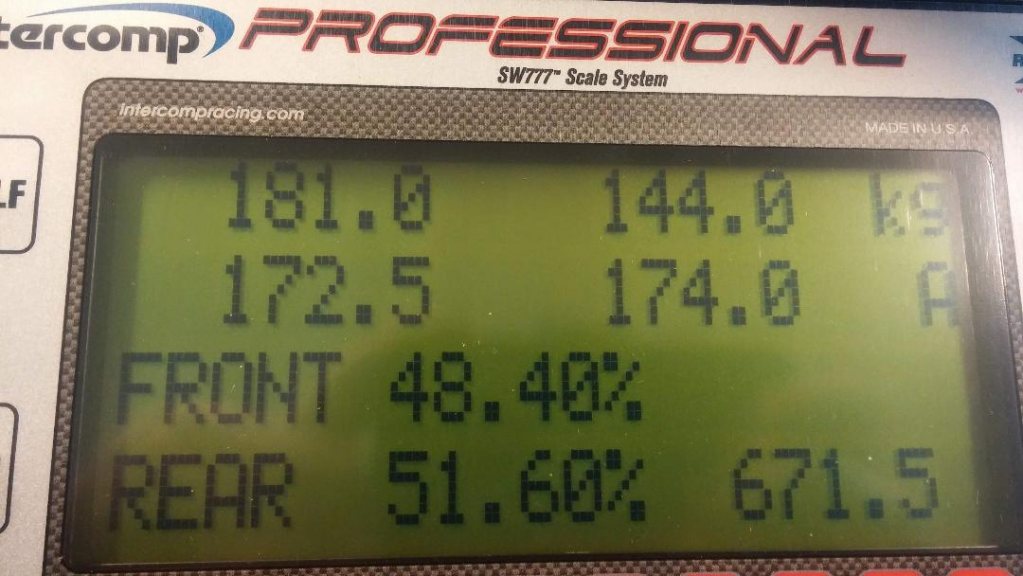 tercomp® PROFESSIONAL
SW777™ Scale System
Intercompracing.com
MADE IN U.S.A
LF
181.0 144.0 kg
172.5 174.0 A
FRONT 48.40%
REAR 51.60% 671.5